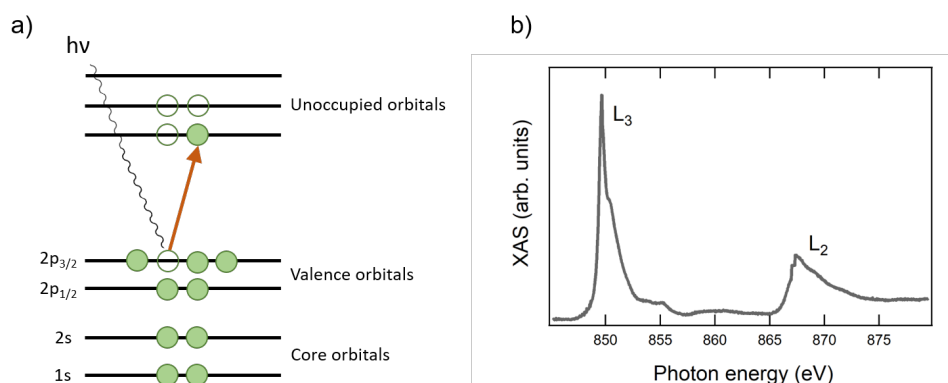 a)
hν
Unoccupied orbitals
2p3/2
Valence orbitals
2p1/2
2s
Core orbitals
1s
b)
XAS (arb. units)
L3
L2
850 855 860 865 870 875
Photon energy (eV)